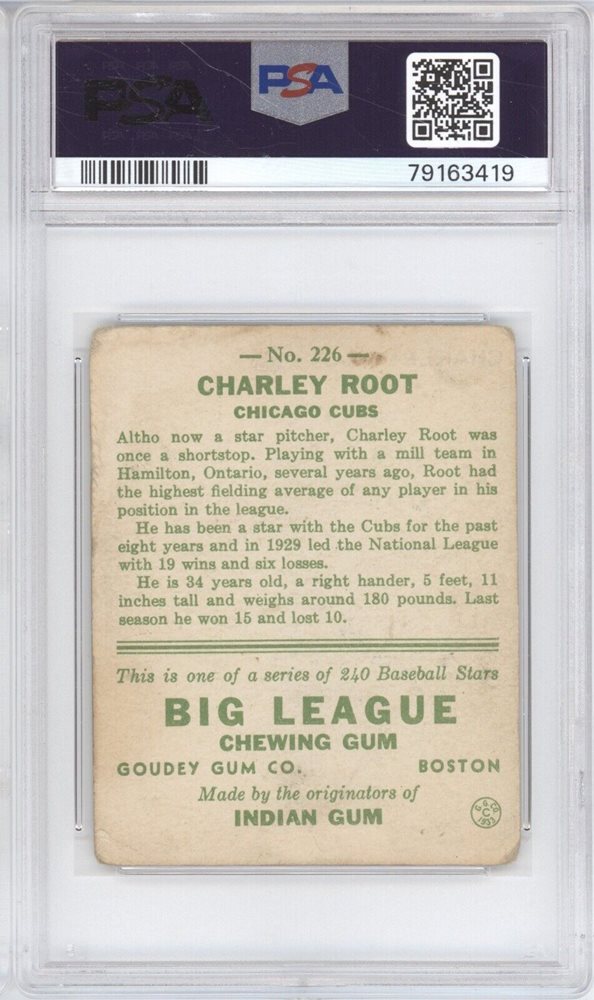 PSA
PSA
79163419
— No. 226 —
CHARLEY ROOT
CHICAGO CUBS
Altho now a star pitcher, Charley Root was
once a shortstop. Playing with a mill team in
Hamilton, Ontario, several years ago, Root had
the highest fielding average of any player in his
position in the league.
He has been a star with the Cubs for the past
eight years and in 1929 led the National League
with 19 wins and six losses.
He is 34 years old, a right hander, 5 feet, 11
inches tall and weighs around 180 pounds. Last
season he won 15 and lost 10.
This is one of a series of 240 Baseball Stars
BIG LEAGUE
CHEWING GUM
GOUDEY GUM CO. BOSTON
Made by the originators of
INDIAN GUM
G.G.CO.
C
1933